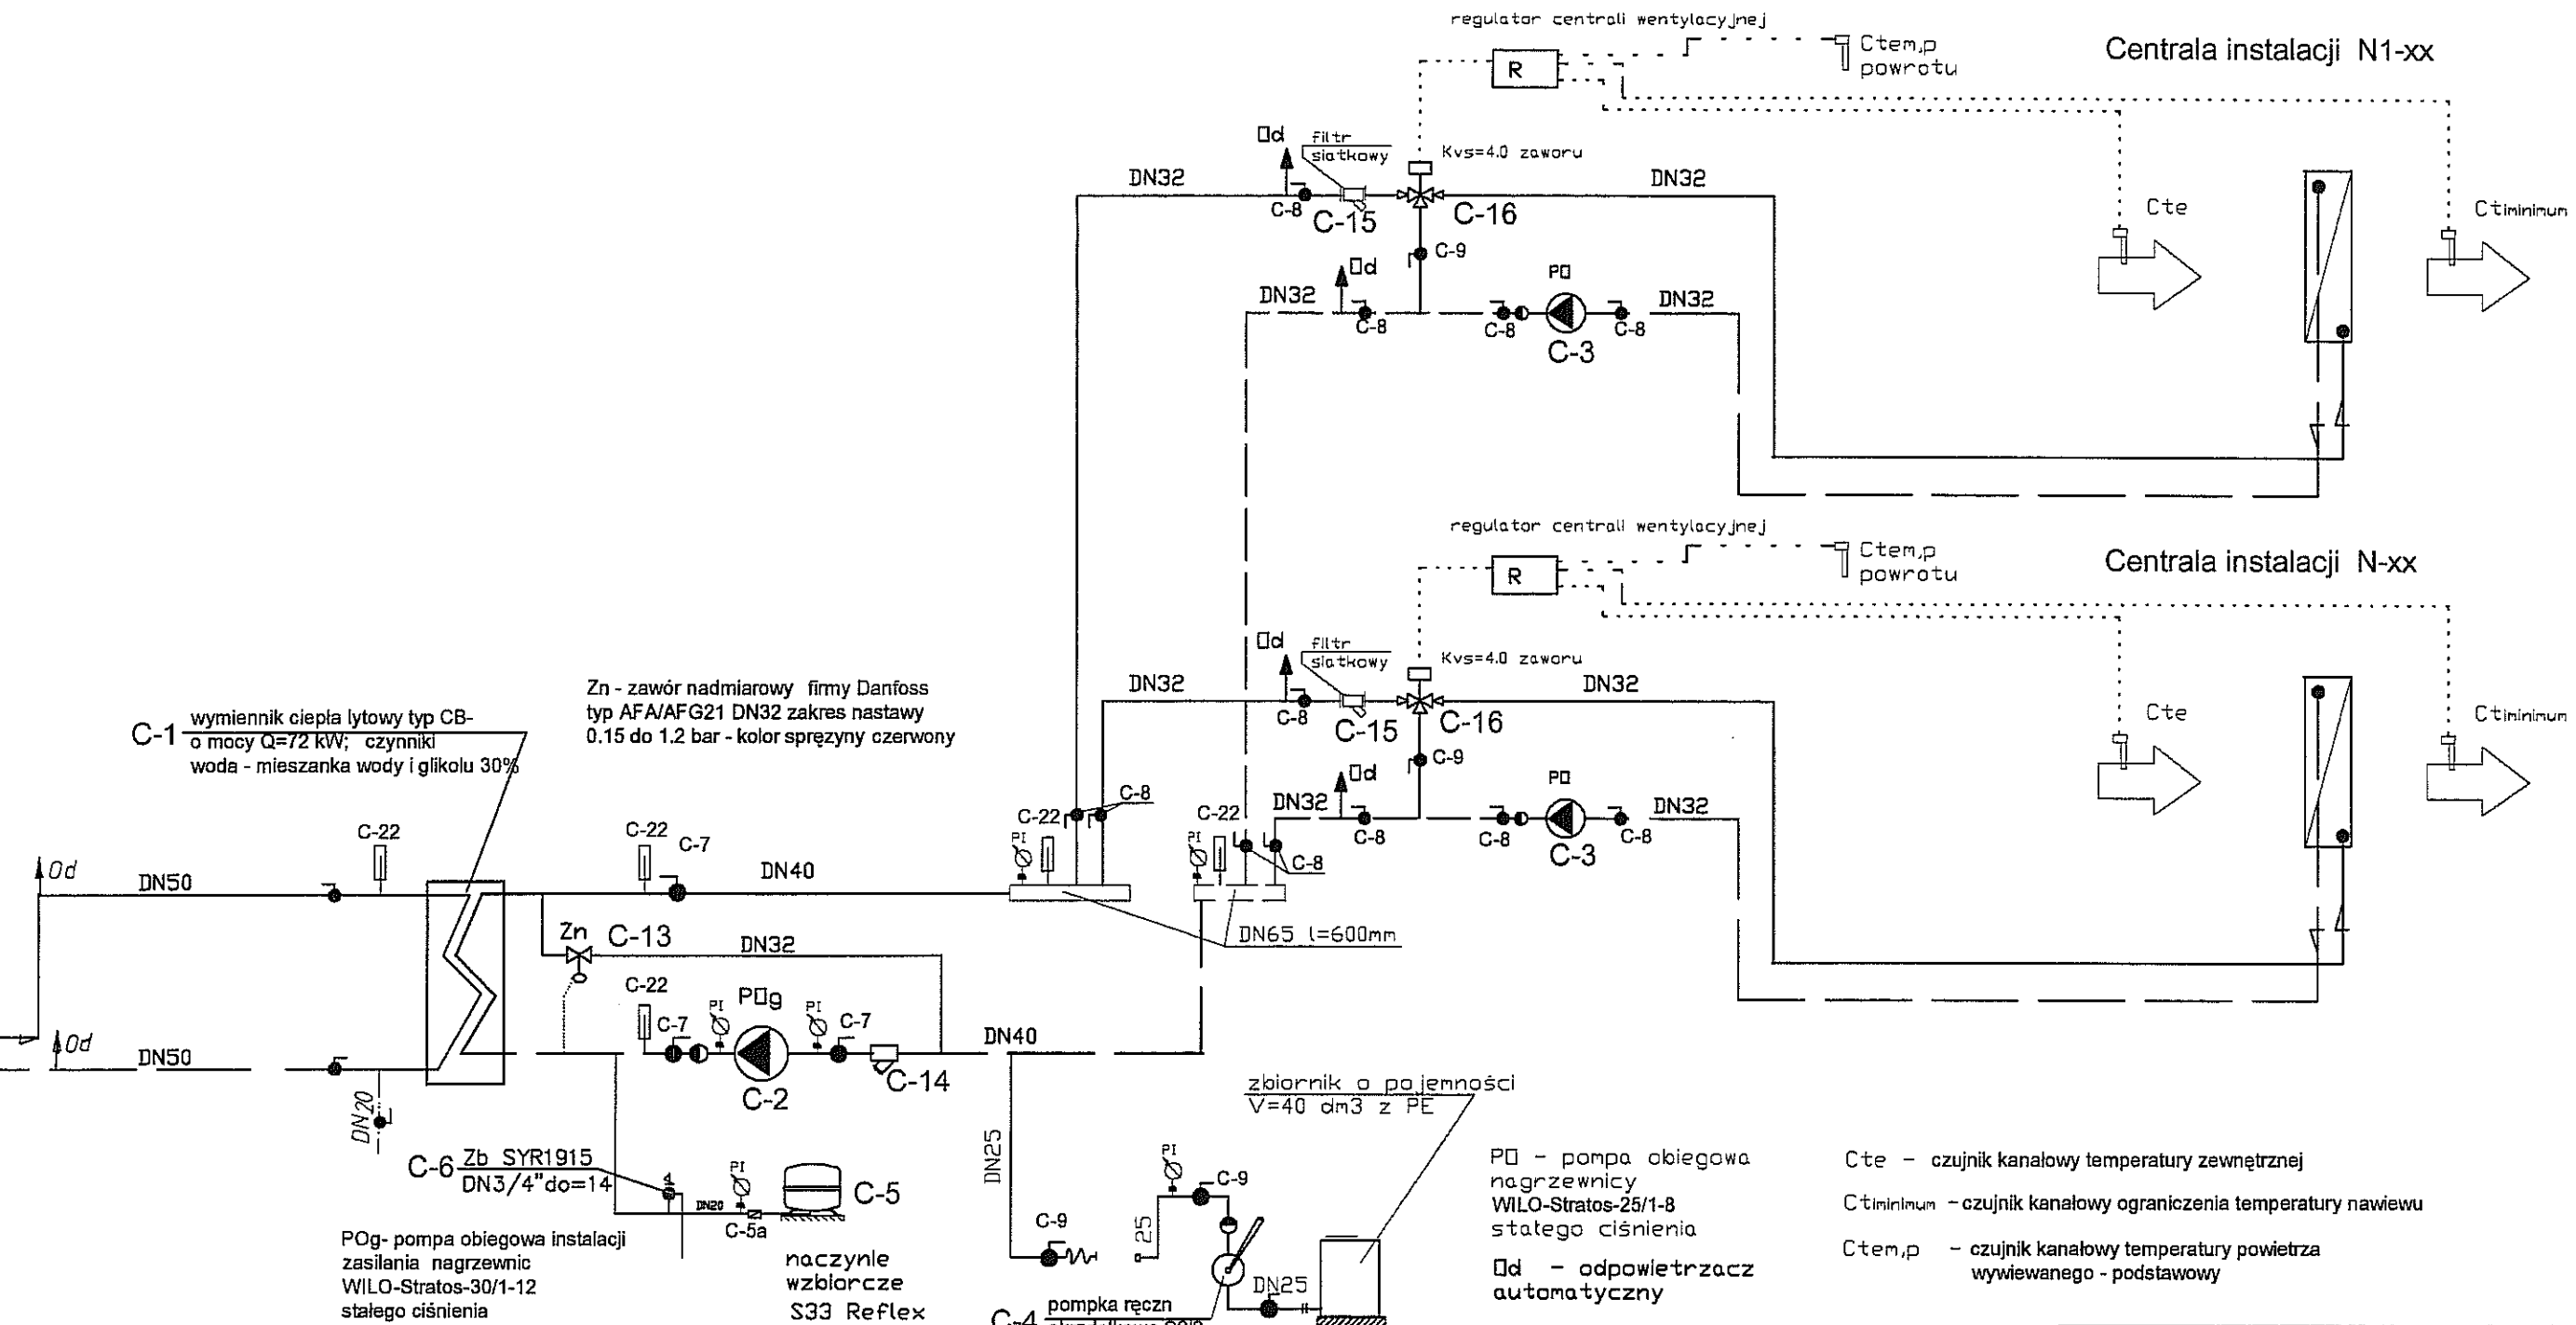 regulator centrali wentylacyjnej
R
Ctem,p
powrotu
Centrala instalacji N1-xx
Od
filtr
siatkowy
Kvs=4.0 zaworu
DN32
DN32
C-8
C-15
C-16
Cte
Ctiminimum
C-9
Od
PO
DN32
DN32
C-8
C-8
C-8
C-3
regulator centrali wentylacyjnej
R
Ctem,p
powrotu
Centrala instalacji N-xx
Od
filtr
siatkowy
Kvs=4.0 zaworu
DN32
DN32
C-8
C-15
C-16
Cte
Ctiminimum
C-9
Od
PO
DN32
DN32
C-8
C-8
C-8
C-3
C-1
wymiennik ciepła lytowy typ CB-
o mocy Q=72 kW; czynniki
woda - mieszanka wody i glikolu 30%
Zn - zawór nadmiarowy firmy Danfoss
typ AFA/AFG21 DN32 zakres nastawy
0.15 do 1.2 bar - kolor sprężyny czerwony
C-22
C-22
C-7
C-22
C-8
C-22
C-8
PI
PI
Od
DN50
DN40
Zn
C-13
DN32
DN65 l=600mm
C-22
PI
POg
PI
C-7
C-7
DN40
Od
DN50
C-2
C-14
DN20
zbiornik o pojemności
V=40 dm3 z PE
C-6
Zb SYR1915
DN3/4"do=14
PI
C-5
DN20
C-5a
DN25
PI
C-9
C-9
25
DN25
POg- pompa obiegowa instalacji
zasilania nagrzewnic
WILO-Stratos-30/1-12
stałego ciśnienia
naczynie
wzbiorcze
S33 Reflex
C-4
pompka ręczn
PO - pompa obiegowa
nagrzewnicy
WILO-Stratos-25/1-8
stałego ciśnienia
Od - odpowietrzacz
automatyczny
Cte - czujnik kanałowy temperatury zewnętrznej
Ctiminimum - czujnik kanałowy ograniczenia temperatury nawiewu
Ctem,p - czujnik kanałowy temperatury powietrza
wywiewanego - podstawowy